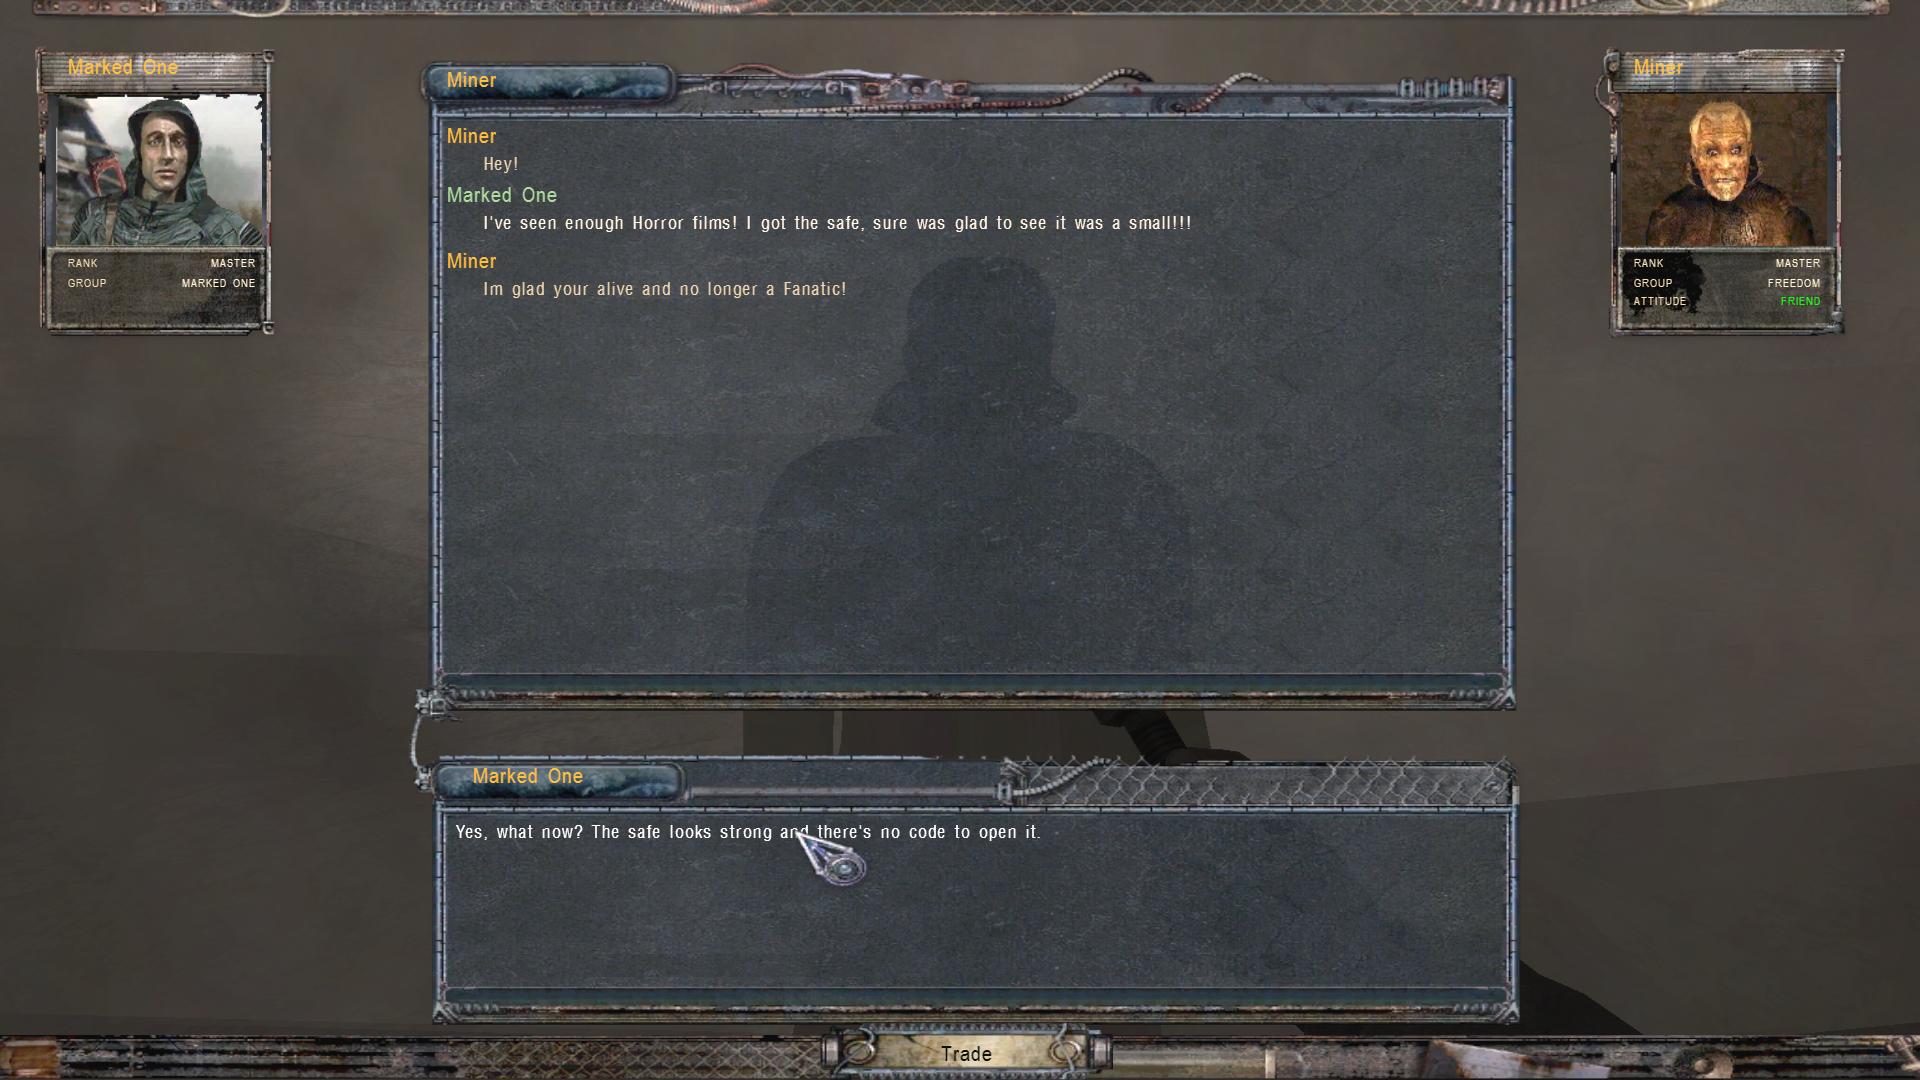 Marked One
RANK MASTER
GROUP MARKED ONE
Miner
Miner
Hey!
Marked One
I've seen enough Horror films! I got the safe, sure was glad to see it was a small!!!
Miner
Im glad your alive and no longer a Fanatic!
Miner
RANK MASTER
GROUP FREEDOM
ATTITUDE FRIEND
Marked One
Yes, what now? The safe looks strong and there's no code to open it.
Trade